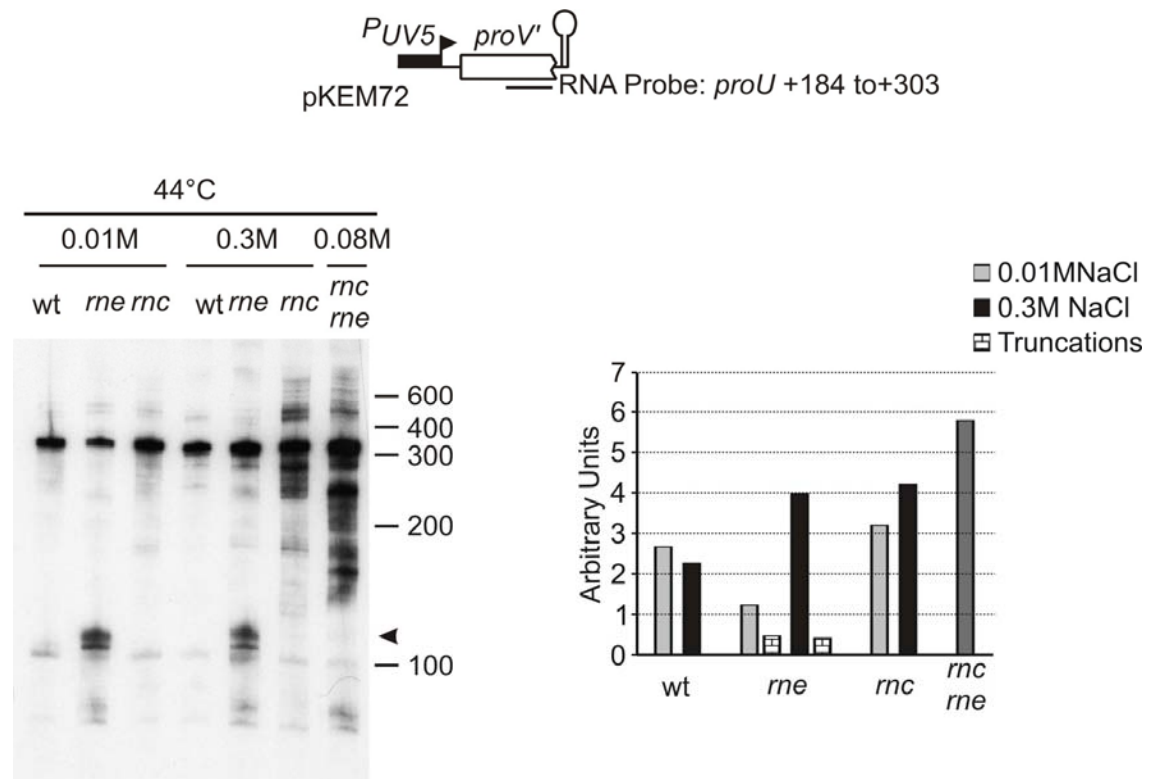 PUV5 proV'
pKEM72
RNA Probe: proU +184 to+303
44°C
0.01M 0.3M 0.08M
wt rne rnc wt rne rnc rnc
rne
600
400
300
200
100
0.01MNaCl
0.3M NaCl
Truncations
Arbitrary Units
7
6
5
4
3
2
1
0
wt rne rnc rnc
rne